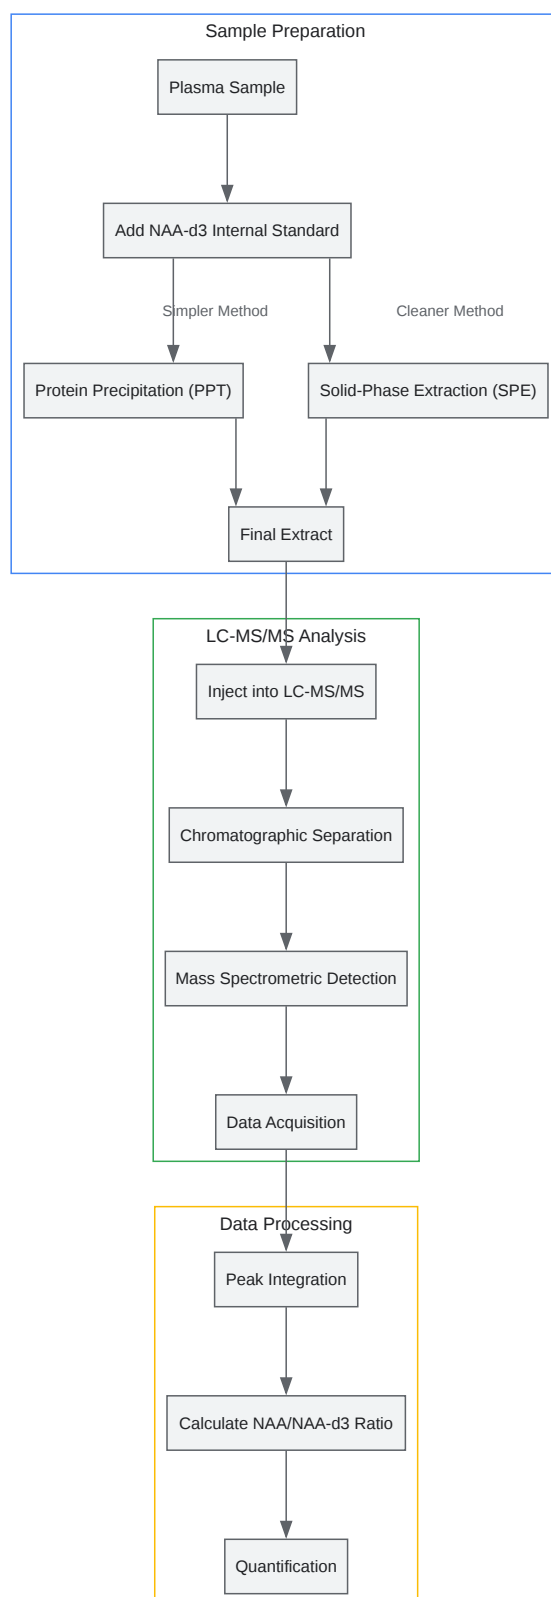 Sample Preparation
Plasma Sample
Add NAA-d3 Internal Standard
Simpler Method
Cleaner Method
Protein Precipitation (PPT)
Solid-Phase Extraction (SPE)
Final Extract
LC-MS/MS Analysis
Inject into LC-MS/MS
Chromatographic Separation
Mass Spectrometric Detection
Data Acquisition
Data Processing
Peak Integration
Calculate NAA/NAA-d3 Ratio
Quantification